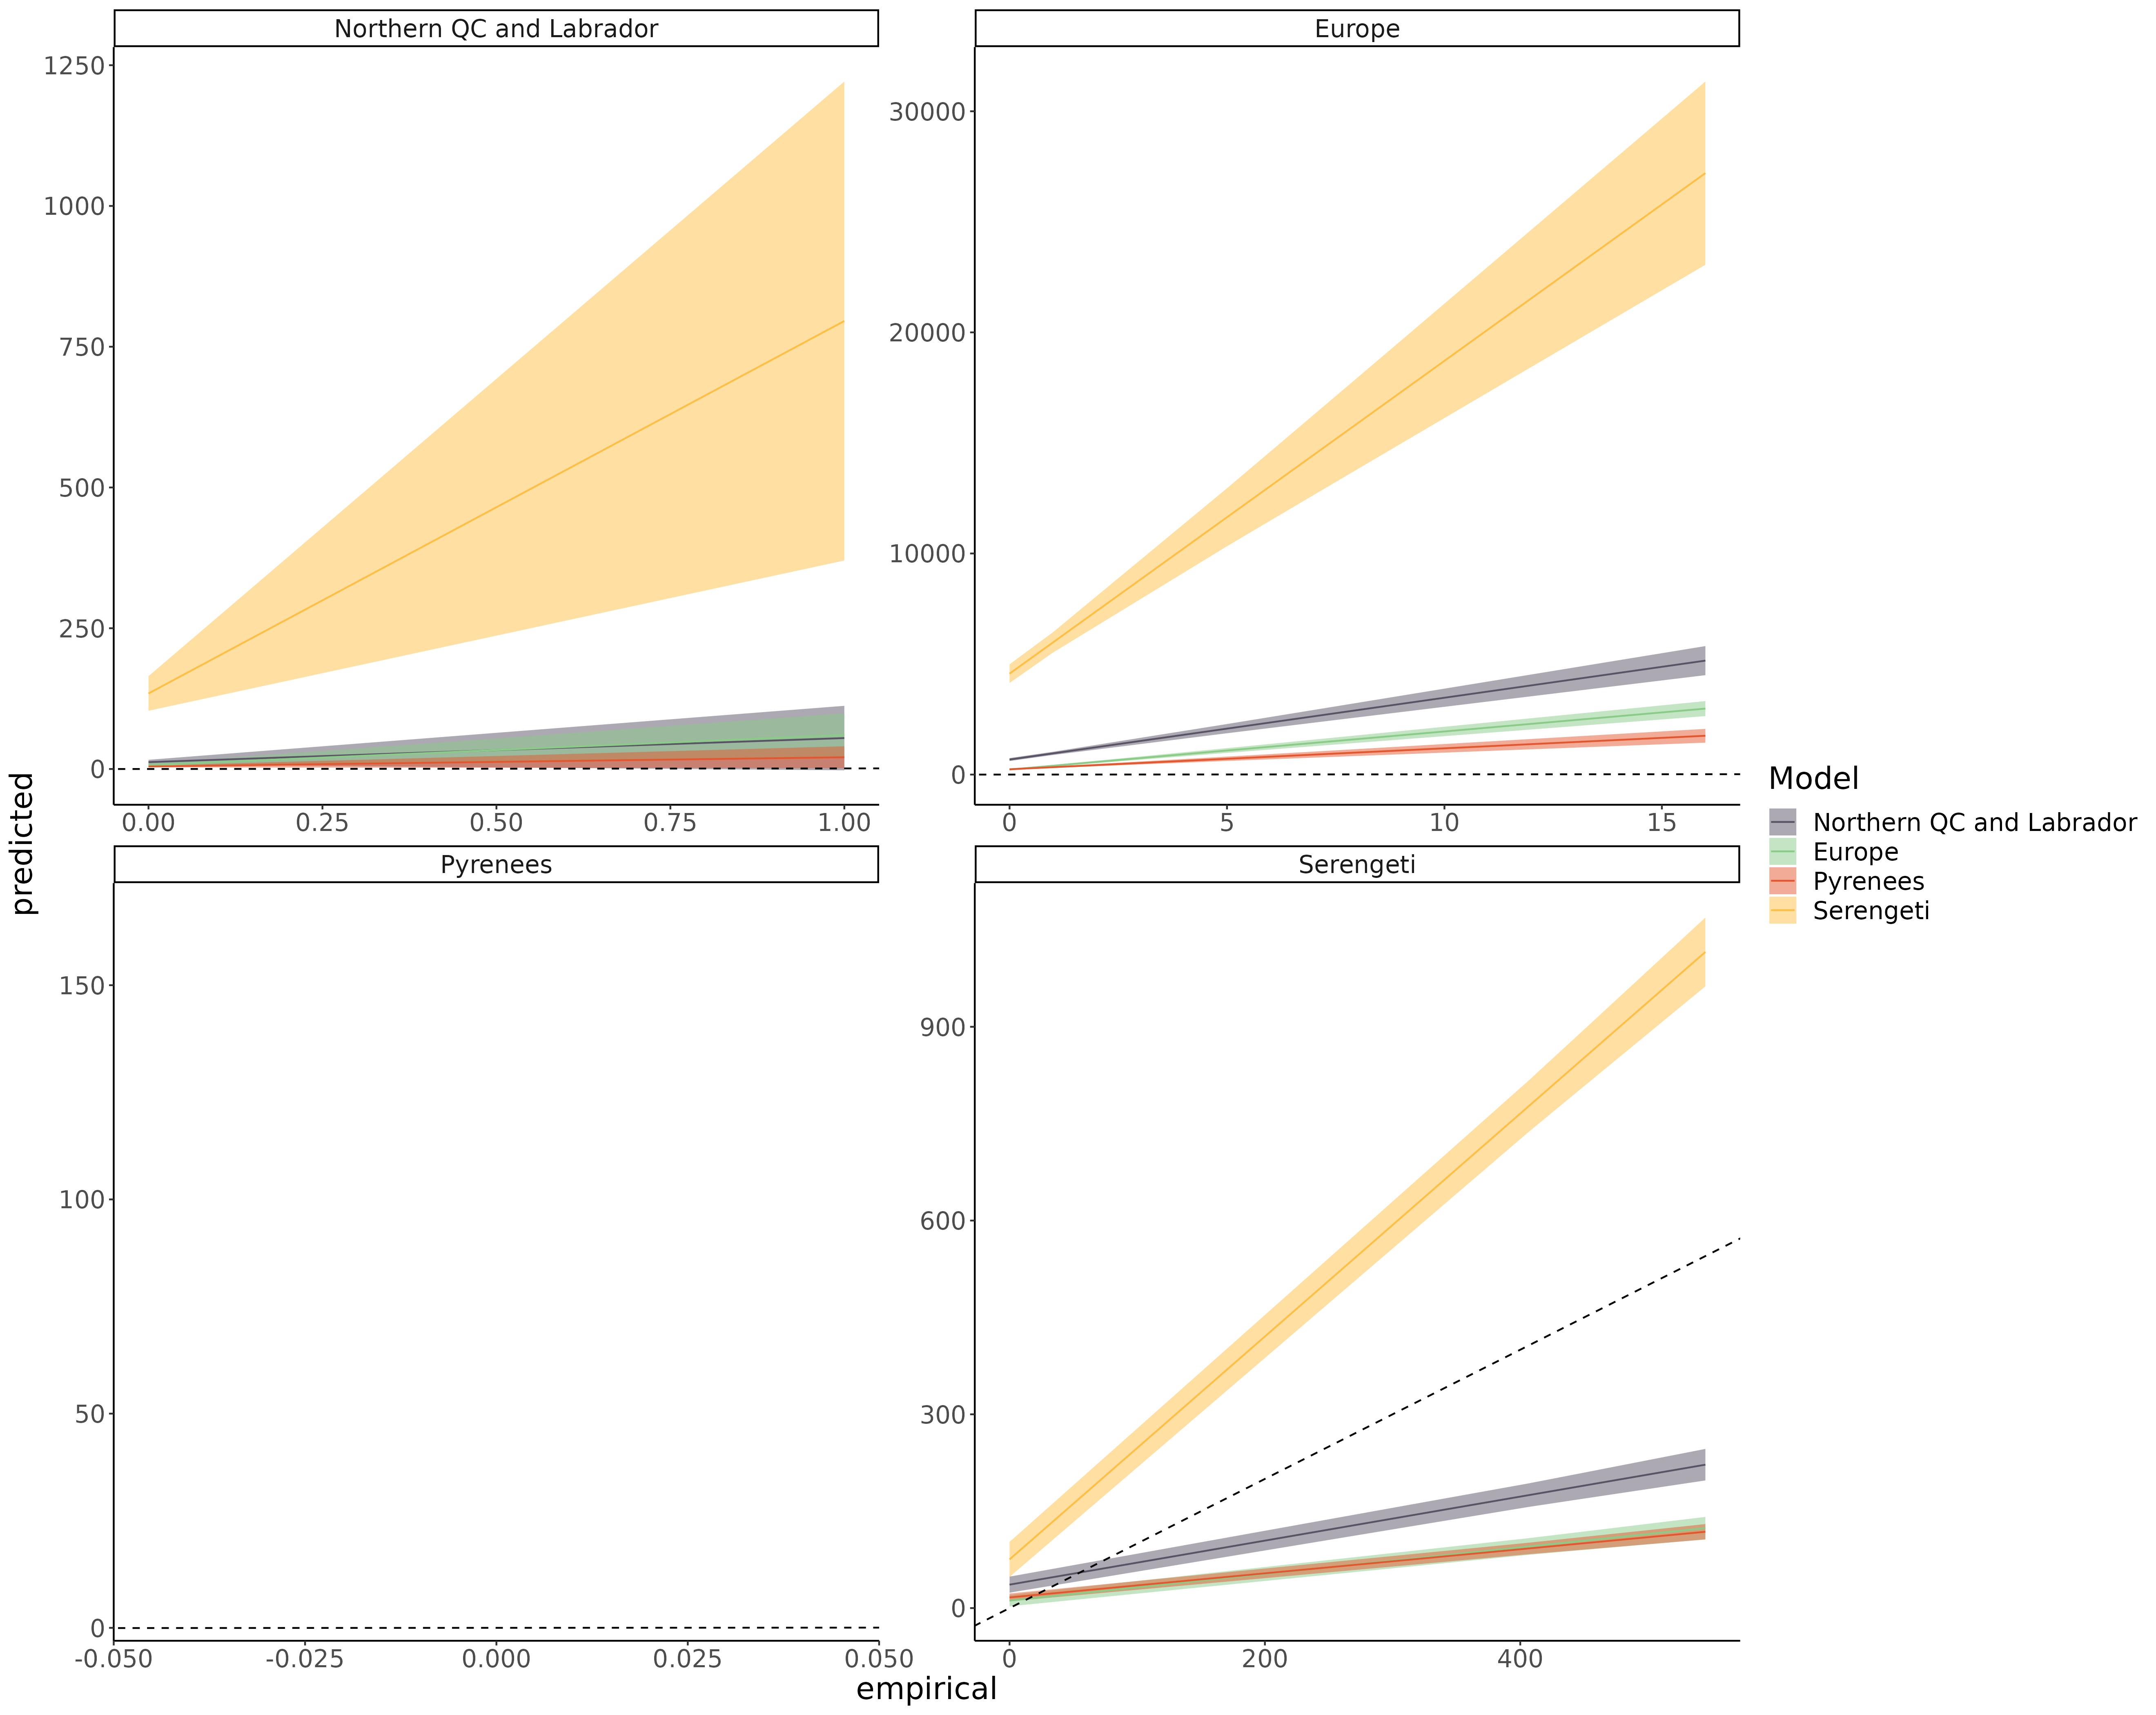 Northern QC and Labrador
Europe
1250
1000
750
500
250
0
0.00 0.25 0.50 0.75 1.00
30000
20000
10000
0
0 5 10 15
Pyrenees
Serengeti
150
100
50
0
-0.050 -0.025 0.000 0.025 0.050
900
600
300
0
0 200 400
predicted
empirical
Model
Northern QC and Labrador
Europe
Pyrenees
Serengeti